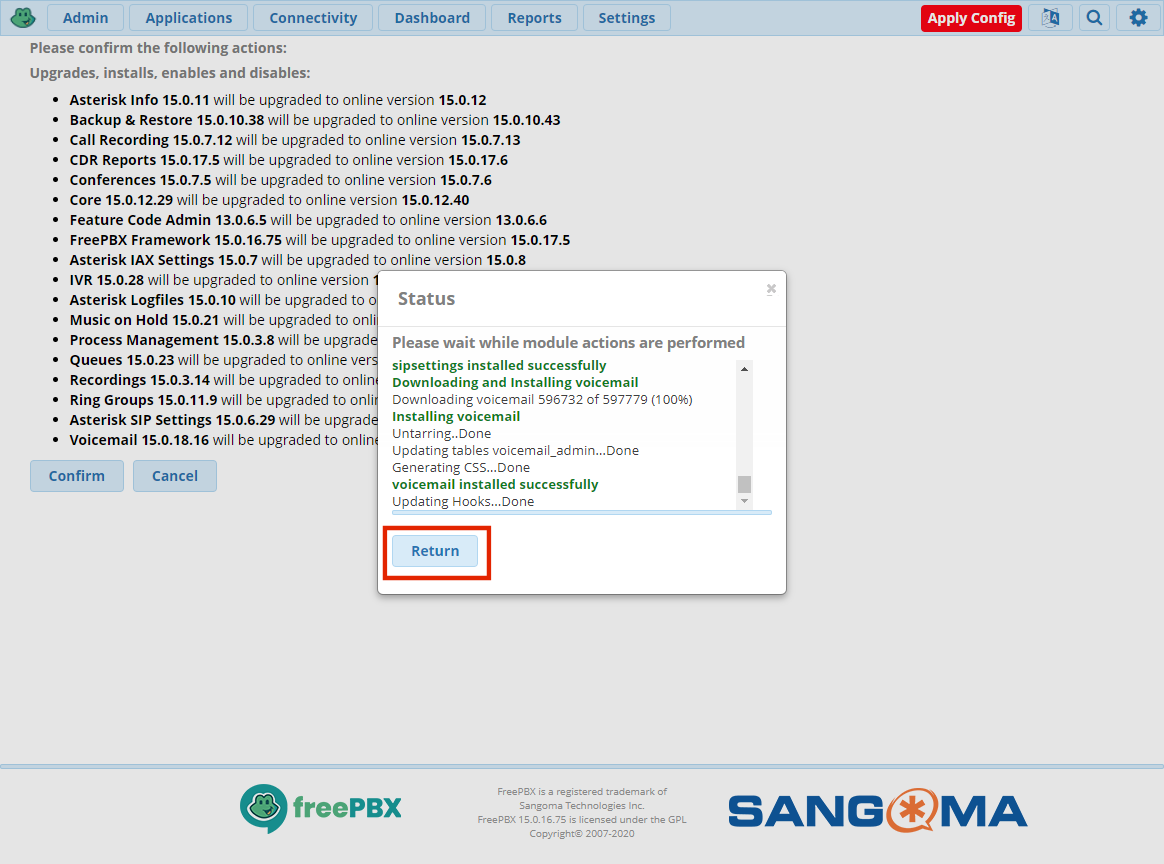 Admin
Applications
Connectivity
Dashboard
Reports
Settings
Apply Config
Please confirm the following actions:
Upgrades, installs, enables and disables:
Asterisk Info 15.0.11 will be upgraded to online version 15.0.12
Backup & Restore 15.0.10.38 will be upgraded to online version 15.0.10.43
Call Recording 15.0.7.12 will be upgraded to online version 15.0.7.13
CDR Reports 15.0.17.5 will be upgraded to online version 15.0.17.6
Conferences 15.0.7.5 will be upgraded to online version 15.0.7.6
Core 15.0.12.29 will be upgraded to online version 15.0.12.40
Feature Code Admin 13.0.6.5 will be upgraded to online version 13.0.6.6
FreePBX Framework 15.0.16.75 will be upgraded to online version 15.0.17.5
Asterisk IAX Settings 15.0.7 will be upgraded to online version 15.0.8
IVR 15.0.28 will be upgraded to online version
Asterisk Logfiles 15.0.10 will be upgraded to
Music on Hold 15.0.21 will be upgraded to
Process Management 15.0.3.8 will be upgraded
Queues 15.0.23 will be upgraded to online
Recordings 15.0.3.14 will be upgraded to online
Ring Groups 15.0.11.9 will be upgraded to
Asterisk SIP Settings 15.0.6.29 will be upgraded
Voicemail 15.0.18.16 will be upgraded to online
Confirm
Cancel
Status
×
Please wait while module actions are performed
sipsettings installed successfully
Downloading and Installing voicemail
Downloading voicemail 596732 of 597779 (100%)
Installing voicemail
Untarring..Done
Updating tables voicemail_admin...Done
Generating CSS...Done
voicemail installed successfully
Updating Hooks...Done
Return
freePBX
FreePBX is a registered trademark of
Sangoma Technologies Inc.
FreePBX 15.0.16.75 is licensed under the GPL
Copyright© 2007-2020
SANGOMA